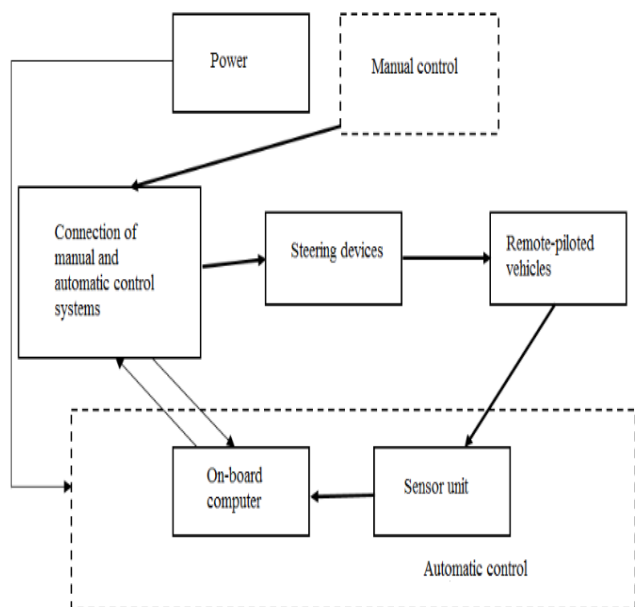 Power
Manual control
Connection of
manual and
automatic control
systems
Steering devices
Remote-piloted
vehicles
On-board
computer
Sensor unit
Automatic control